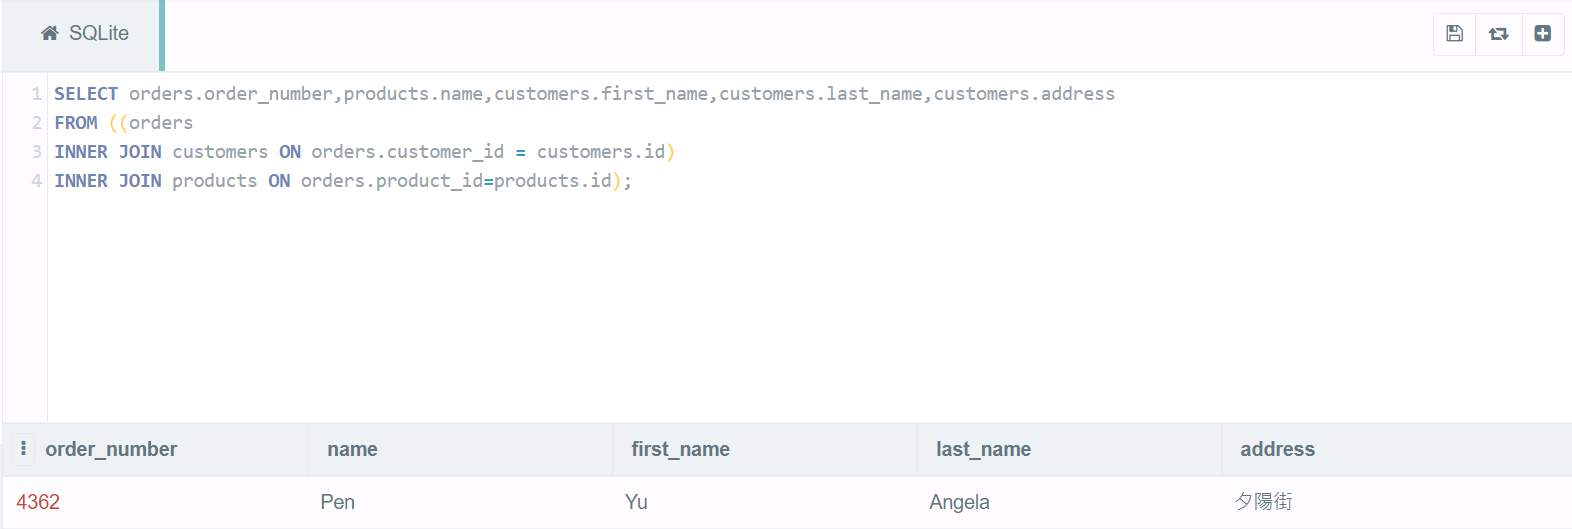 SQLite
1 SELECT orders.order_number,products.name,customers.first_name,customers.last_name,customers.address
2 FROM ((orders
3 INNER JOIN customers ON orders.customer_id = customers.id)
4 INNER JOIN products ON orders.product_id=products.id);
order_number name first_name last_name address
4362 Pen Yu Angela 夕陽街